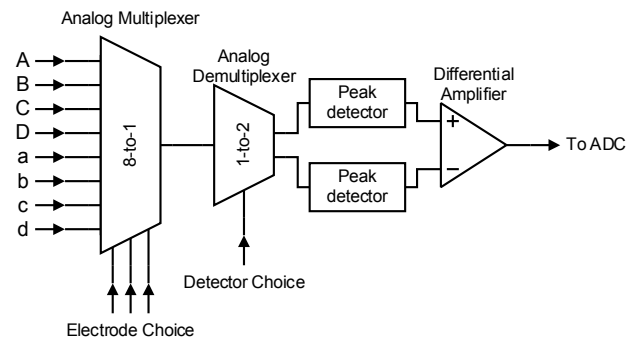 Analog Multiplexer
A
B
C
D
a
b
c
d
8-to-1
Electrode Choice
Analog
Demultiplexer
1-to-2
Detector Choice
Peak
detector
Peak
detector
Differential
Amplifier
+
−
To ADC